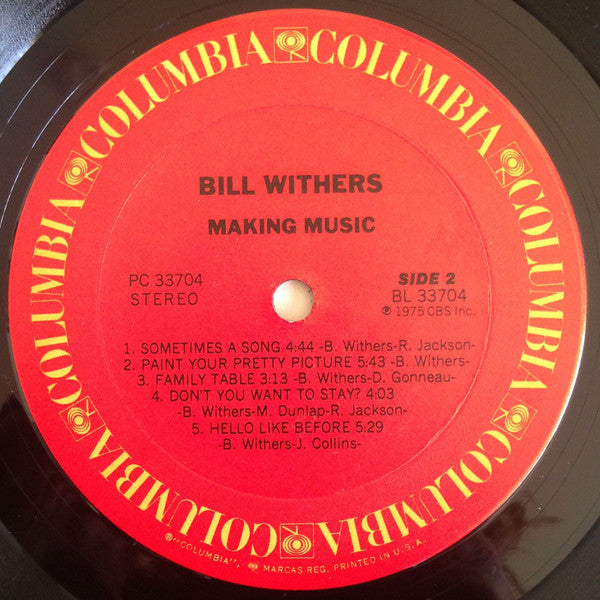 COLUMBIA COLUMBIA COLUMBIA COLUMBIA COLUMBIA COLUMBIA
BILL WITHERS
MAKING MUSIC
PC 33704
STEREO
SIDE 2
BL 33704
℗ 1975 CBS Inc.
1. SOMETIMES A SONG 4:44 -B. Withers-R. Jackson-
2. PAINT YOUR PRETTY PICTURE 5:43 -B. Withers-
3. FAMILY TABLE 3:13 -B. Withers-D. Gonneau-
4. DON'T YOU WANT TO STAY? 4:03
-B. Withers-M. Dunlap-R. Jackson-
5. HELLO LIKE BEFORE 5:29
-B. Withers-J. Collins-
®"COLUMBIA", MARCAS REG. PRINTED IN U.S.A.